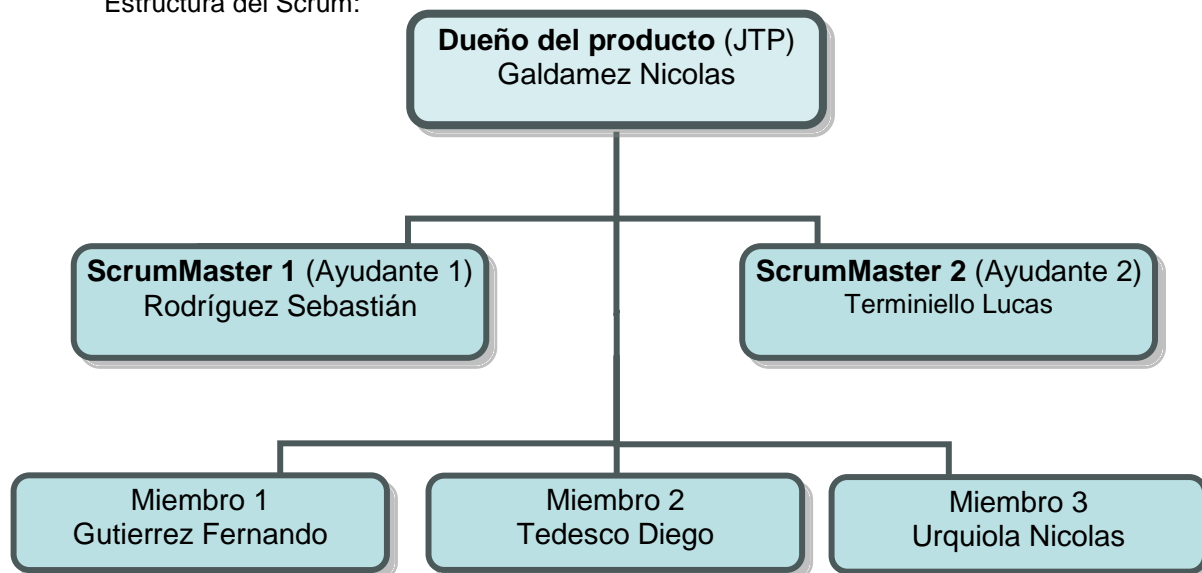 Estructura del Scrum:
Dueño del producto (JTP)
Galdamez Nicolas
ScrumMaster 1 (Ayudante 1)
Rodríguez Sebastián
ScrumMaster 2 (Ayudante 2)
Terminiello Lucas
Miembro 1
Gutierrez Fernando
Miembro 2
Tedesco Diego
Miembro 3
Urquiola Nicolas